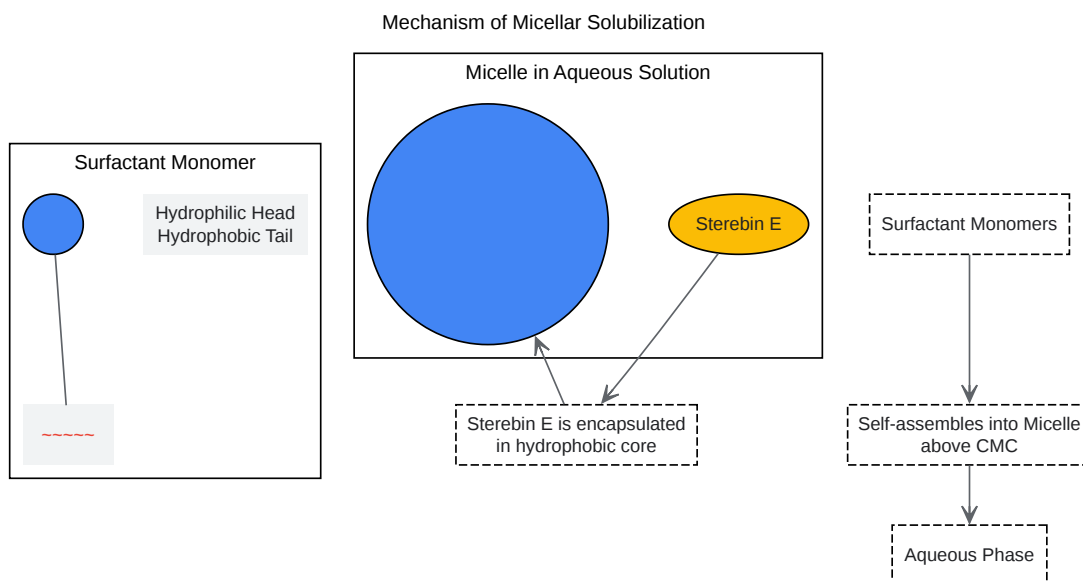 Mechanism of Micellar Solubilization
Micelle in Aqueous Solution
Surfactant Monomer
Hydrophilic Head
Hydrophobic Tail
~~~~~
Sterebin E
Surfactant Monomers
Sterebin E is encapsulated
in hydrophobic core
Self-assembles into Micelle
above CMC
Aqueous Phase